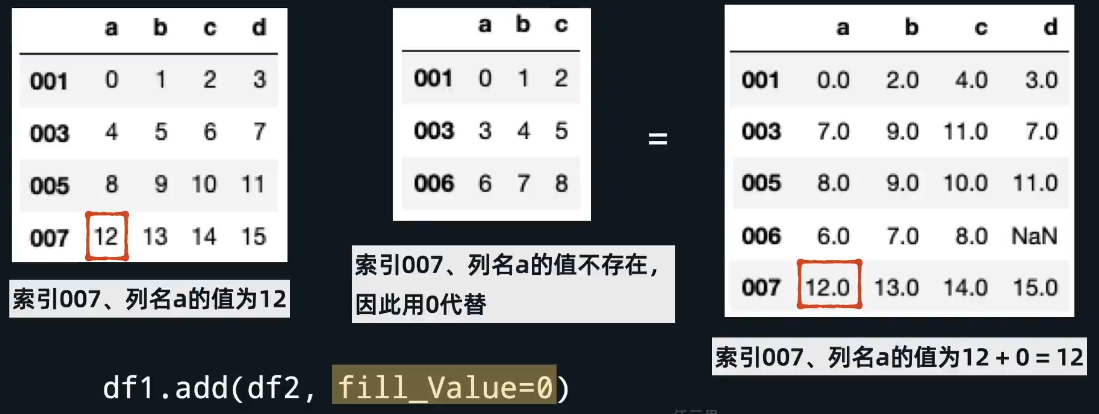 a b c d
001 0 1 2 3
003 4 5 6 7
005 8 9 10 11
007 12 13 14 15
索引007、列名a的值为12
a b c
001 0 1 2
003 3 4 5
006 6 7 8
索引007、列名a的值不存在，
因此用0代替
=
a b c d
001 0.0 2.0 4.0 3.0
003 7.0 9.0 11.0 7.0
005 8.0 9.0 10.0 11.0
006 6.0 7.0 8.0 NaN
007 12.0 13.0 14.0 15.0
索引007、列名a的值为12 + 0 = 12
df1.add(df2, fill_Value=0)